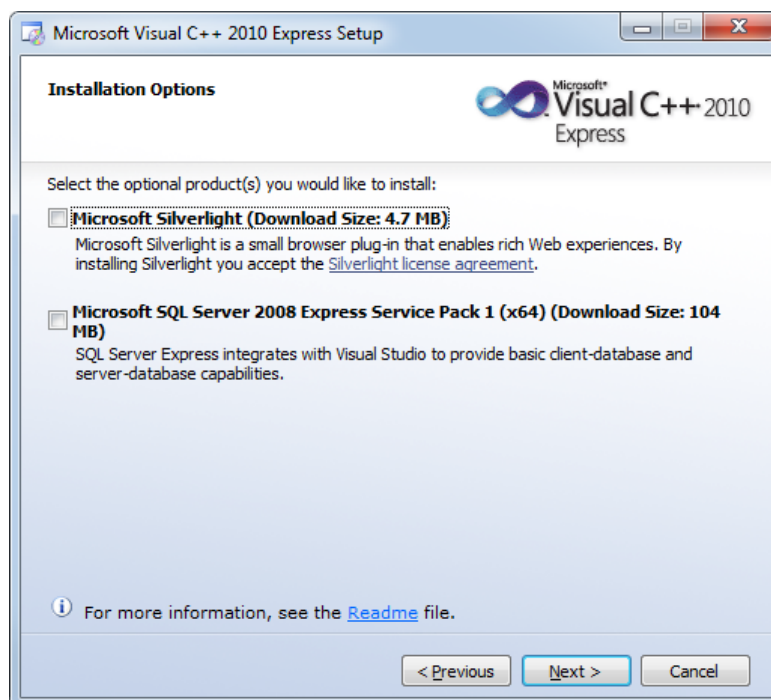 Microsoft Visual C++ 2010 Express Setup
Installation Options
Microsoft®
Visual C++ 2010
Express
Select the optional product(s) you would like to install:
Microsoft Silverlight (Download Size: 4.7 MB)
Microsoft Silverlight is a small browser plug-in that enables rich Web experiences. By
installing Silverlight you accept the Silverlight license agreement.
Microsoft SQL Server 2008 Express Service Pack 1 (x64) (Download Size: 104
MB)
SQL Server Express integrates with Visual Studio to provide basic client-database and
server-database capabilities.
For more information, see the Readme file.
< Previous
Next >
Cancel